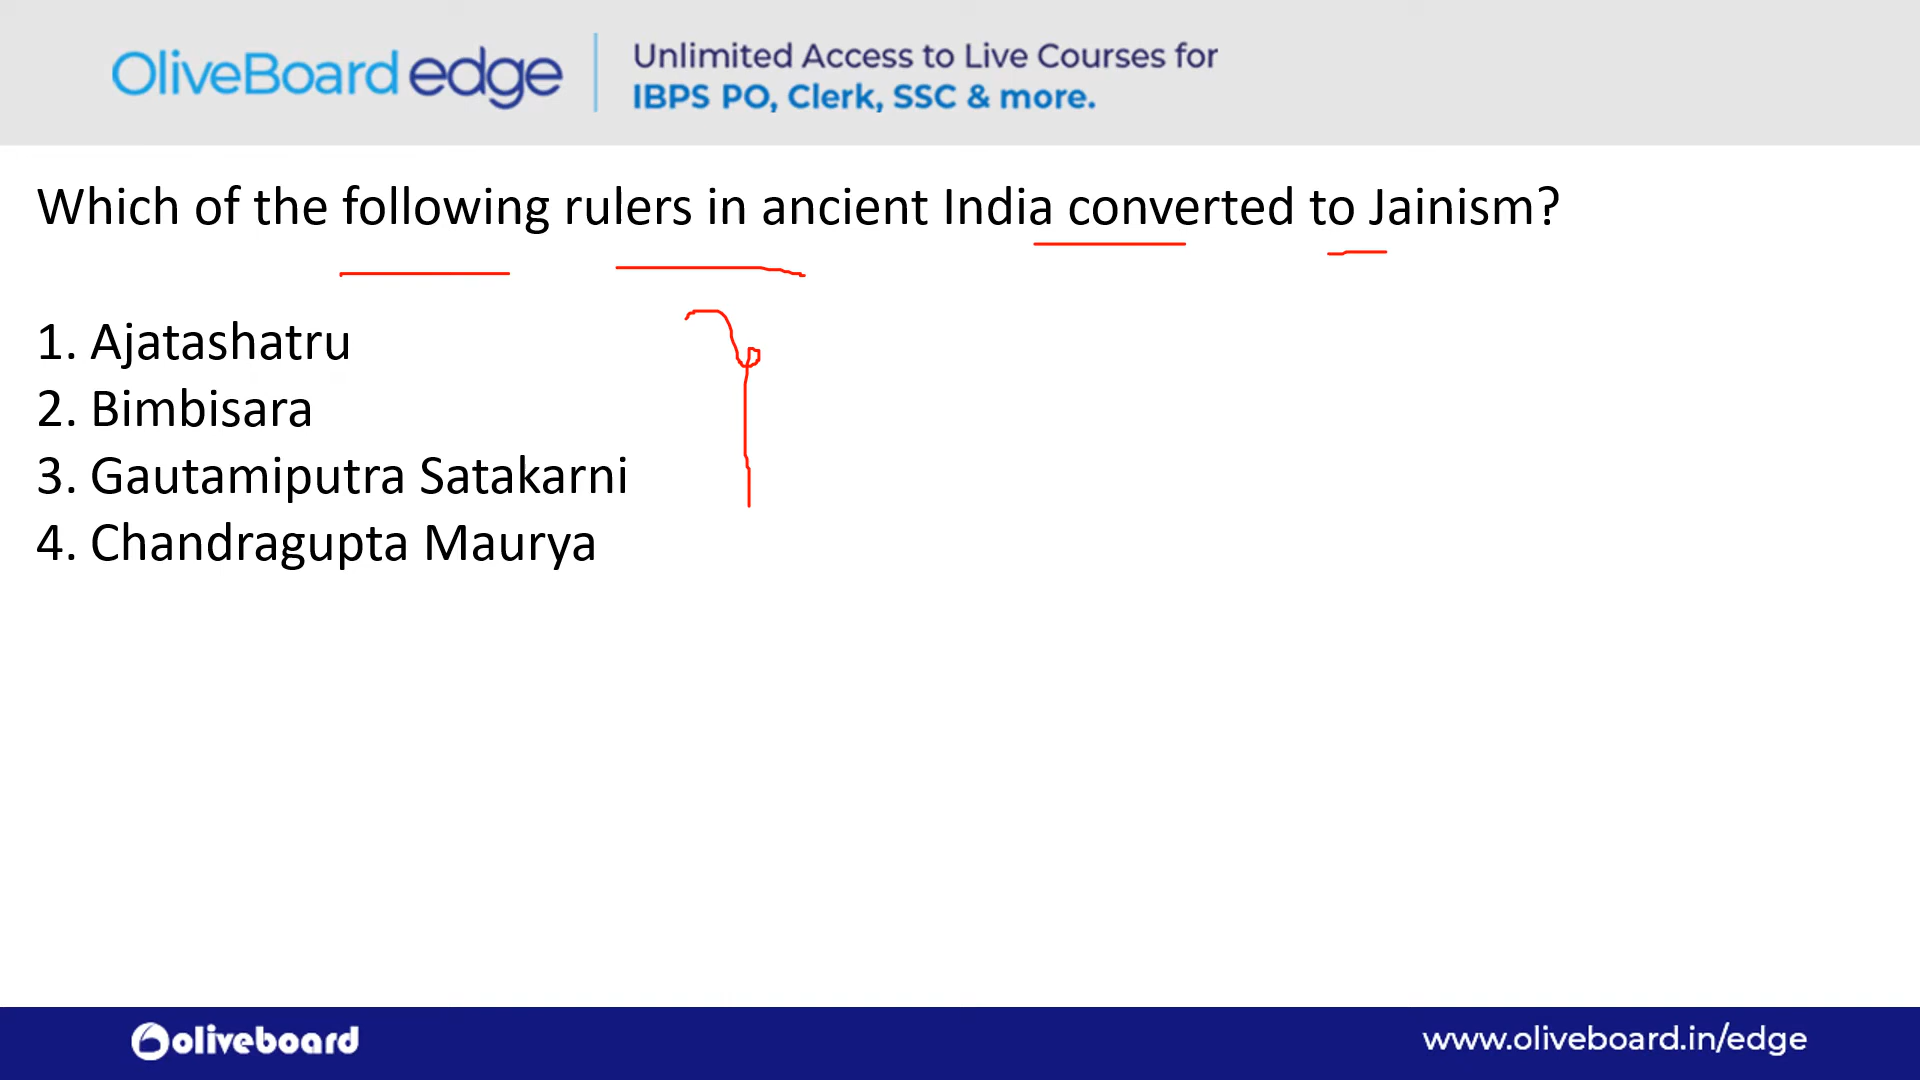 OliveBoard edge
Unlimited Access to Live Courses for
IBPS PO, Clerk, SSC & more.
Which of the following rulers in ancient India converted to Jainism?
1. Ajatashatru
2. Bimbisara
3. Gautamiputra Satakarni
4. Chandragupta Maurya
oliveboard
www.oliveboard.in/edge